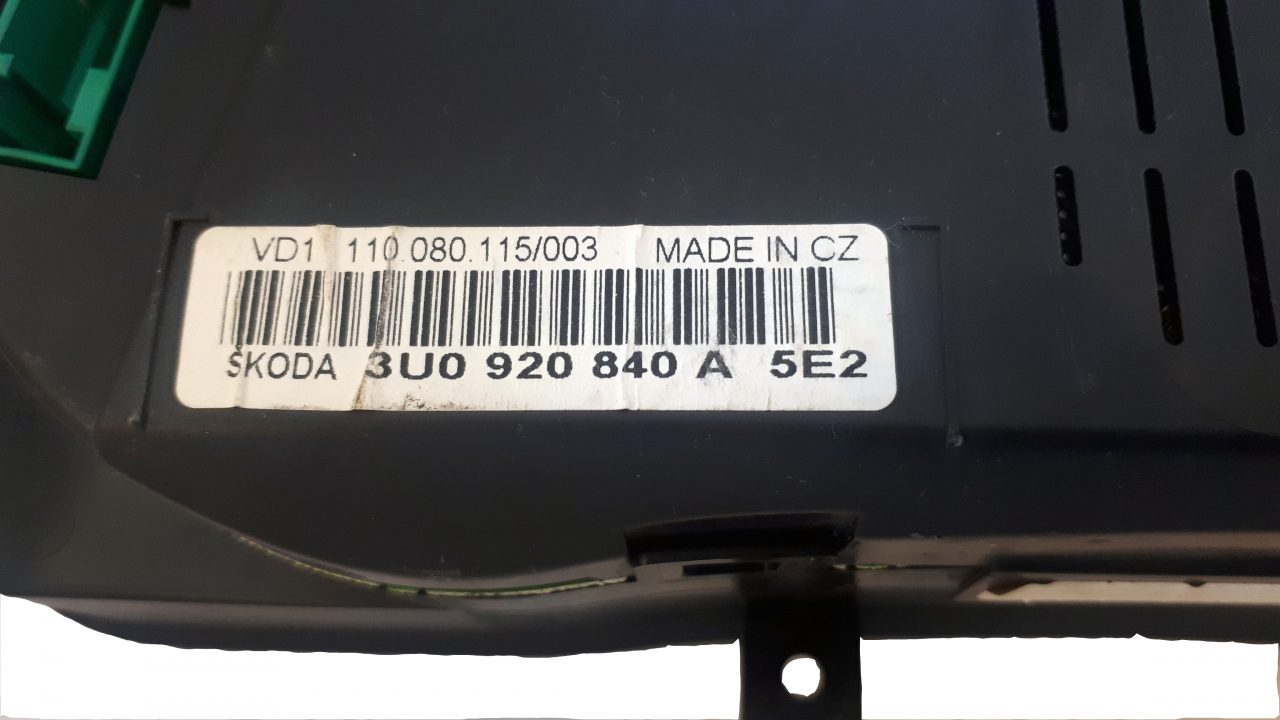 VD1 110.080.115/003 MADE IN CZ
ŠKODA 3U0 920 840 A 5E2